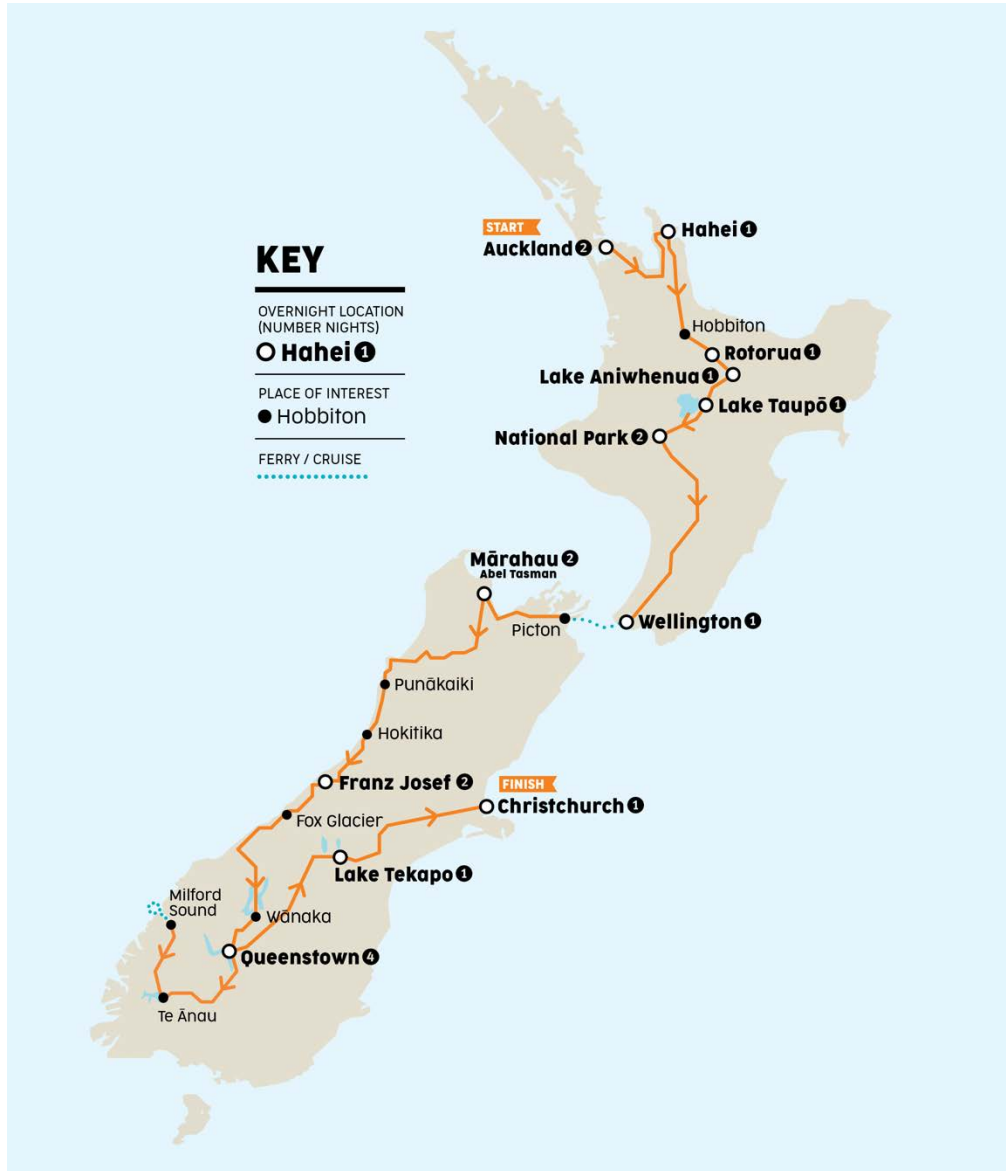 START
Auckland 2
Hahei 1
KEY
OVERNIGHT LOCATION
(NUMBER NIGHTS)
Hahei 1
PLACE OF INTEREST
Hobbiton
FERRY / CRUISE
Hobbiton
Rotorua 1
Lake Aniwhenua 1
Lake Taupō 1
National Park 2
Mārahau 2
Abel Tasman
Picton
Wellington 1
Punākaiki
Hokitika
Franz Josef 2
FINISH
Christchurch 1
Fox Glacier
Lake Tekapo 1
Milford
Sound
Wānaka
Queenstown 4
Te Ānau